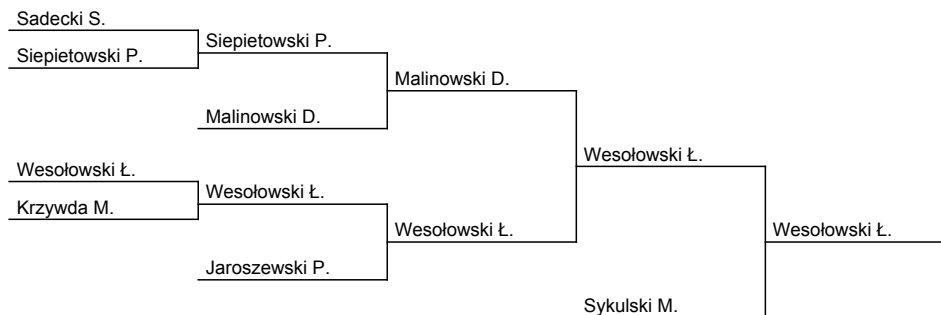 Sadecki S.
Siepietowski P.
Siepietowski P.
Malinowski D.
Malinowski D.
Wesołowski Ł.
Wesołowski Ł.
Wesołowski Ł.
Krzywda M.
Wesołowski Ł.
Wesołowski Ł.
Jaroszewski P.
Sykulski M.